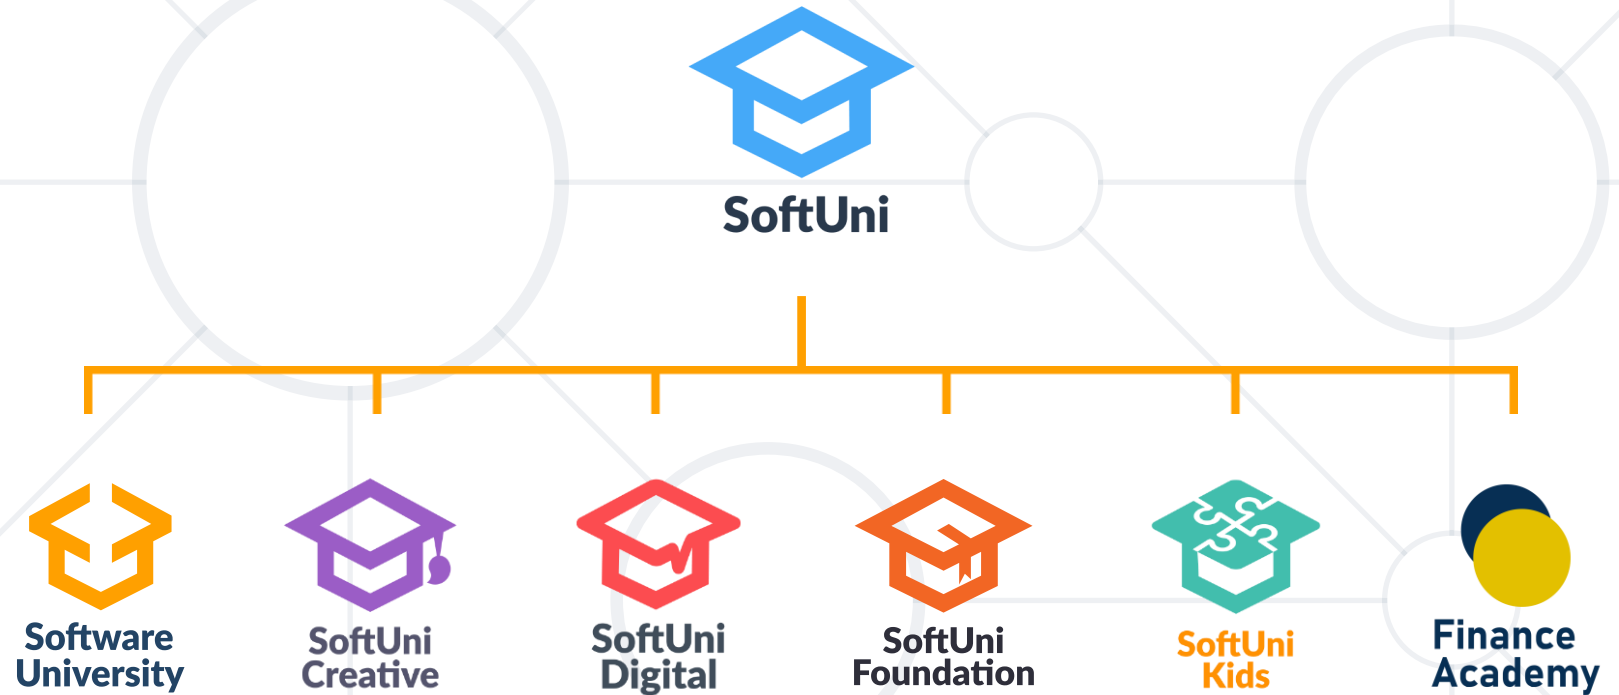 SoftUni
Software
University
SoftUni
Creative
SoftUni
Digital
SoftUni
Foundation
SoftUni
Kids
Finance
Academy